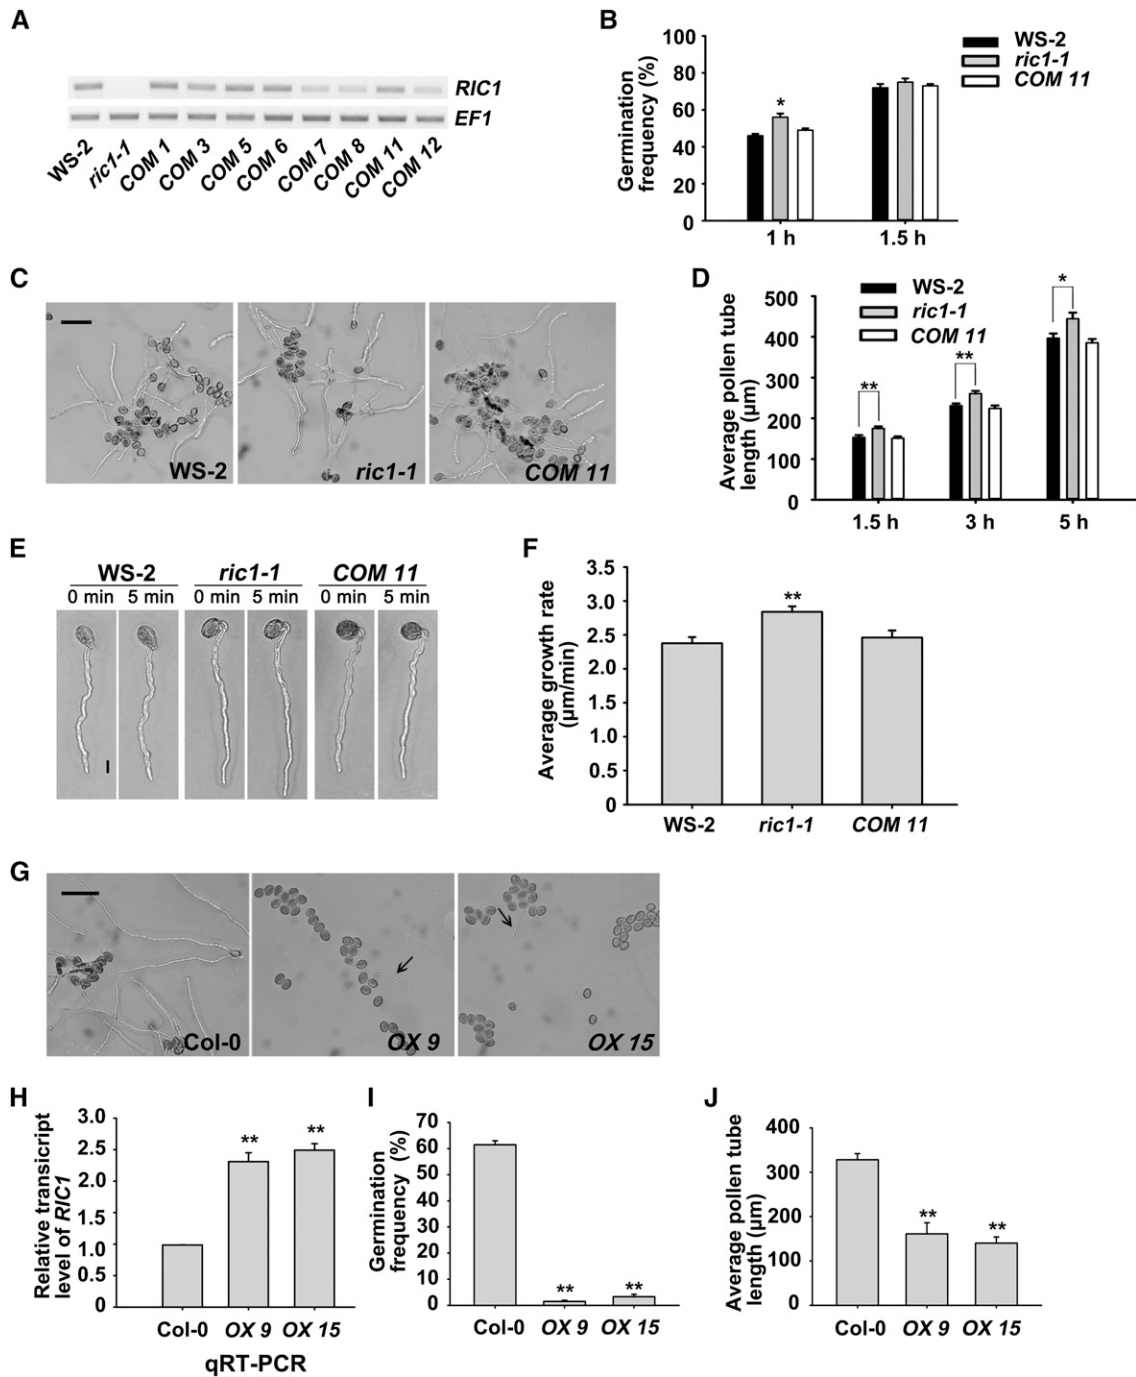 A
RIC1
EF1
WS-2
ric1-1
COM 1
COM 3
COM 5
COM 6
COM 7
COM 8
COM 11
COM 12
B
WS-2
ric1-1
COM 11
Germination
frequency (%)
100
80
60
40
20
0
*
1 h
1.5 h
C
WS-2
ric1-1
COM 11
D
WS-2
ric1-1
COM 11
Average pollen tube
length (µm)
500
400
300
200
100
0
**
**
*
1.5 h
3 h
5 h
E
WS-2
ric1-1
COM 11
0 min
5 min
0 min
5 min
0 min
5 min
F
Average growth rate
(µm/min)
3.5
3.0
2.5
2.0
1.5
1.0
0.5
0
**
WS-2
ric1-1
COM 11
G
Col-0
OX 9
OX 15
H
Relative transicript
level of RIC1
3.0
2.5
2.0
1.5
1.0
0.5
0
**
**
Col-0
OX 9
OX 15
qRT-PCR
I
Germination
frequency (%)
70
60
50
40
30
20
10
0
**
**
Col-0
OX 9
OX 15
J
Average pollen tube
length (µm)
400
300
200
100
0
**
**
Col-0
OX 9
OX 15